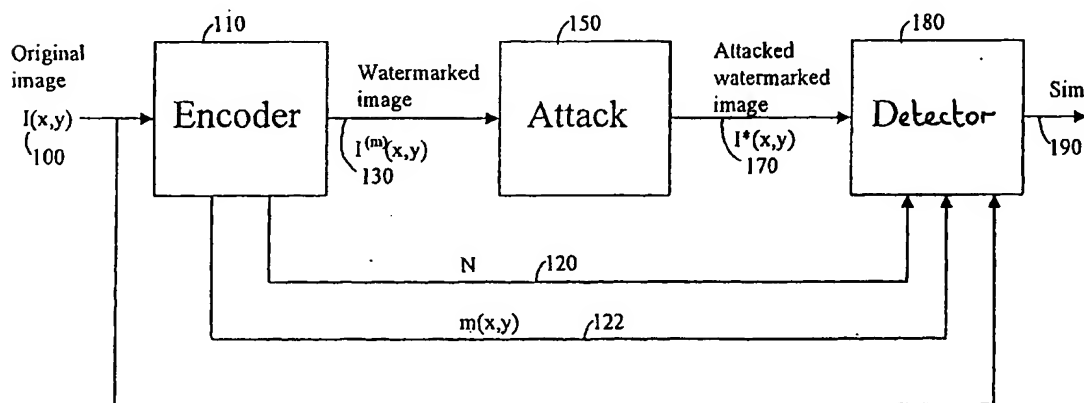 110
150
180
Original
image
I(x,y)
100
Encoder
Watermarked
image
I(m)(x,y)
130
Attack
Attacked
watermarked
image
I*(x,y)
170
Detector
Sim
190
N
120
m(x,y)
122